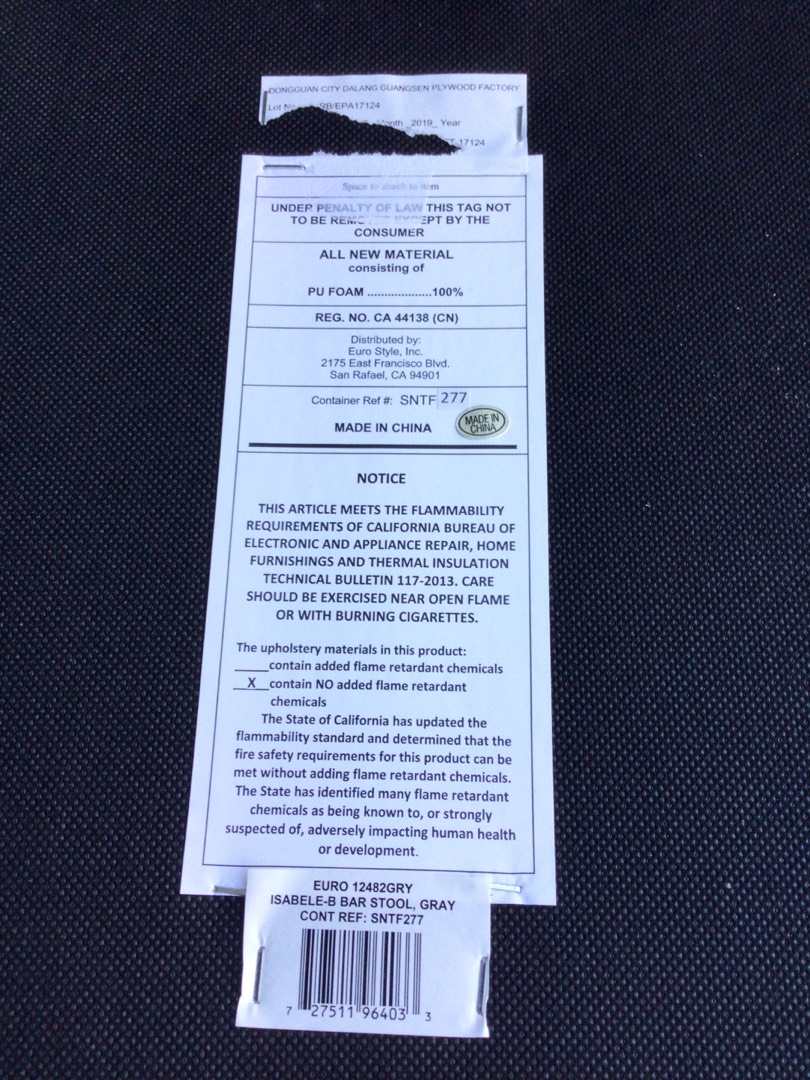 DONGGUAN CITY DALANG GUANGSEN PLYWOOD FACTORY
Lot RB/EPA17124
Month 2019 Year
17124
Space to attach to item
UNDER PENALTY OF LAW THIS TAG NOT
TO BE REMOVED EXCEPT BY THE
CONSUMER
ALL NEW MATERIAL
consisting of
PU FOAM ...................100%
REG. NO. CA 44138 (CN)
Distributed by:
Euro Style, Inc.
2175 East Francisco Blvd.
San Rafael, CA 94901
Container Ref #: SNTF 277
MADE IN CHINA
MADE IN
CHINA
NOTICE
THIS ARTICLE MEETS THE FLAMMABILITY
REQUIREMENTS OF CALIFORNIA BUREAU OF
ELECTRONIC AND APPLIANCE REPAIR, HOME
FURNISHINGS AND THERMAL INSULATION
TECHNICAL BULLETIN 117-2013. CARE
SHOULD BE EXERCISED NEAR OPEN FLAME
OR WITH BURNING CIGARETTES.
The upholstery materials in this product:
_____contain added flame retardant chemicals
__X__contain NO added flame retardant
chemicals
The State of California has updated the
flammability standard and determined that the
fire safety requirements for this product can be
met without adding flame retardant chemicals.
The State has identified many flame retardant
chemicals as being known to, or strongly
suspected of, adversely impacting human health
or development.
EURO 12482GRY
ISABELE-B BAR STOOL, GRAY
CONT REF: SNTF277
7 27511 96403 3